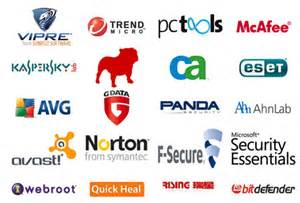 VIPRE
TREND
MICRO
pctools
McAfee
KASPERSKY lab
G DATA
ca
eset
AVG
PANDA
SECURITY
Ahn AhnLab
avast!
Norton
from symantec
F-Secure
Microsoft
Security
Essentials
webroot
Quick Heal
RISING
bitdefender